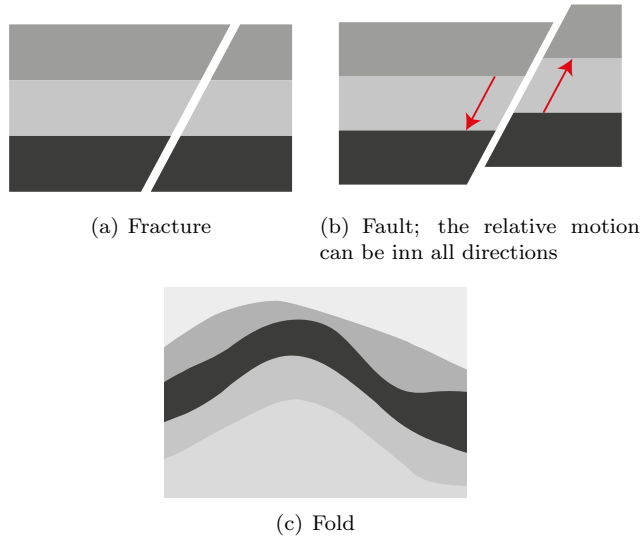 (a) Fracture
(b) Fault; the relative motion
can be inn all directions
(c) Fold